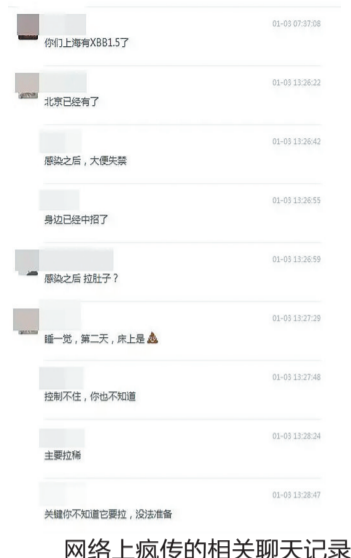 01-03 07:37:08
你们上海有XBB1.5了
01-03 13:26:22
北京已经有了
01-03 13:26:42
感染之后，大便失禁
01-03 13:26:55
身边已经中招了
01-03 13:26:59
感染之后 拉肚子？
01-03 13:27:29
睡一觉，第二天，床上是💩
01-03 13:27:48
控制不住，你也不知道
01-03 13:28:24
主要拉稀
01-03 13:28:47
关键你不知道它要拉，没法准备
网络上疯传的相关聊天记录